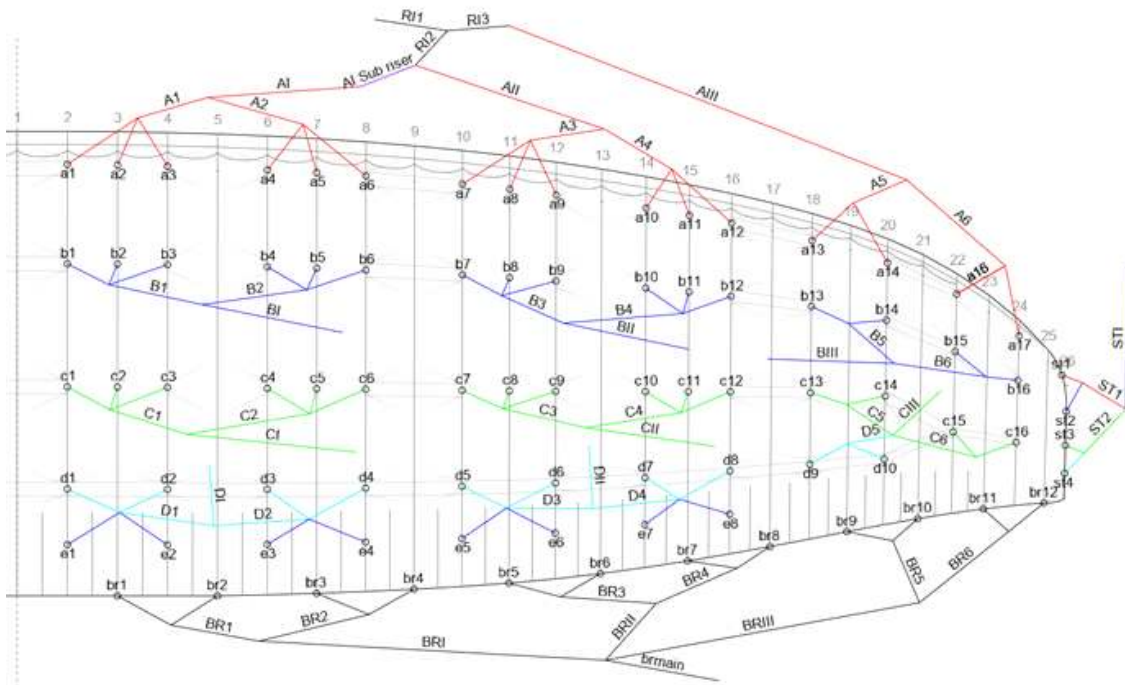 RI1 RI3
RI2
AI AI Sub riser
AII AIII
A1 A2 A3 A4 A5 A6
1 2 3 4 5 6 7 8 9 10 11 12 13 14 15 16 17 18 19 20 21 22 23 24 25
a1 a2 a3 a4 a5 a6 a7 a8 a9 a10 a11 a12 a13 a14 a16 a17
b1 b2 b3 b4 b5 b6 b7 b8 b9 b10 b11 b12 b13 b14 b15 b16
B1 B2 B3 B4 B5 B6
BI BII BIII
STI
st1 ST1
c1 c2 c3 c4 c5 c6 c7 c8 c9 c10 c11 c12 c13 c14 c15 c16
C1 C2 C3 C4 C5 C6
CI CII CIII
st2 ST2
st3
st4
d1 d2 d3 d4 d5 d6 d7 d8 d9 d10
D1 DI D2 D3 DII D4 D5
e1 e2 e3 e4 e5 e6 e7 e8
br1 br2 br3 br4 br5 br6 br7 br8 br9 br10 br11 br12
BR1 BR2 BR3 BR4 BR5 BR6
BRI BRII BRIII
brmain